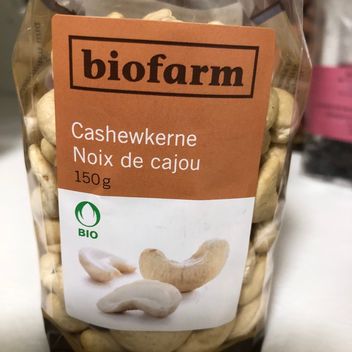 biofarm
Cashewkerne
Noix de cajou
150g
BIO